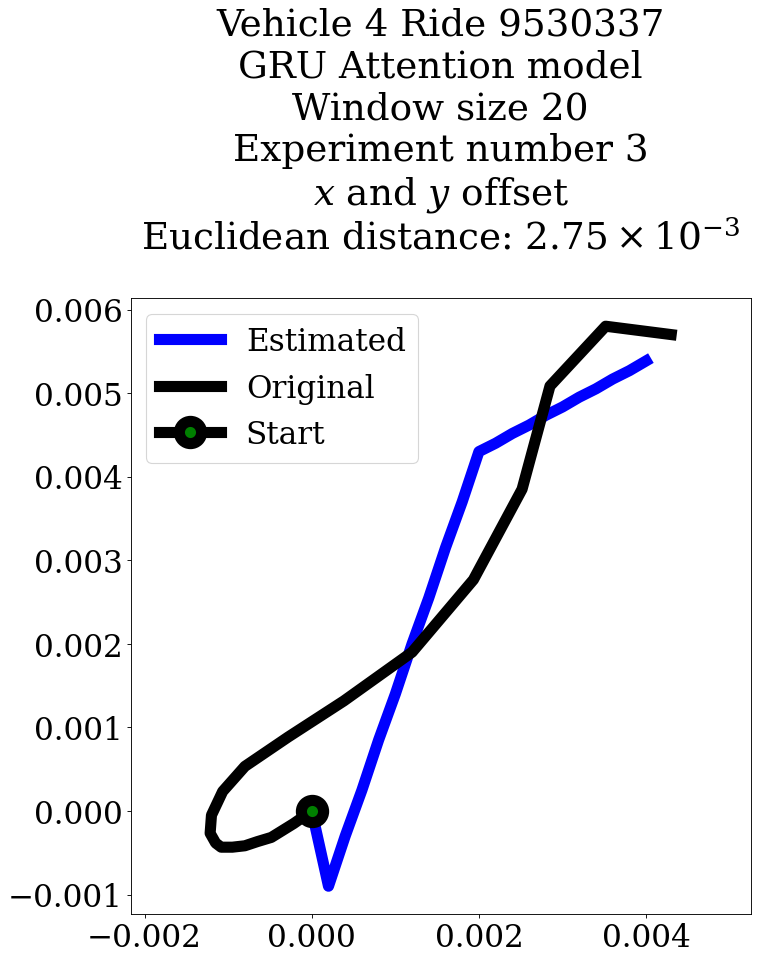 Vehicle 4 Ride 9530337
GRU Attention model
Window size 20
Experiment number 3
x and y offset
Euclidean distance: 2.75 × 10⁻³
0.006
0.005
0.004
0.003
0.002
0.001
0.000
−0.001
Estimated
Original
Start
−0.002 0.000 0.002 0.004